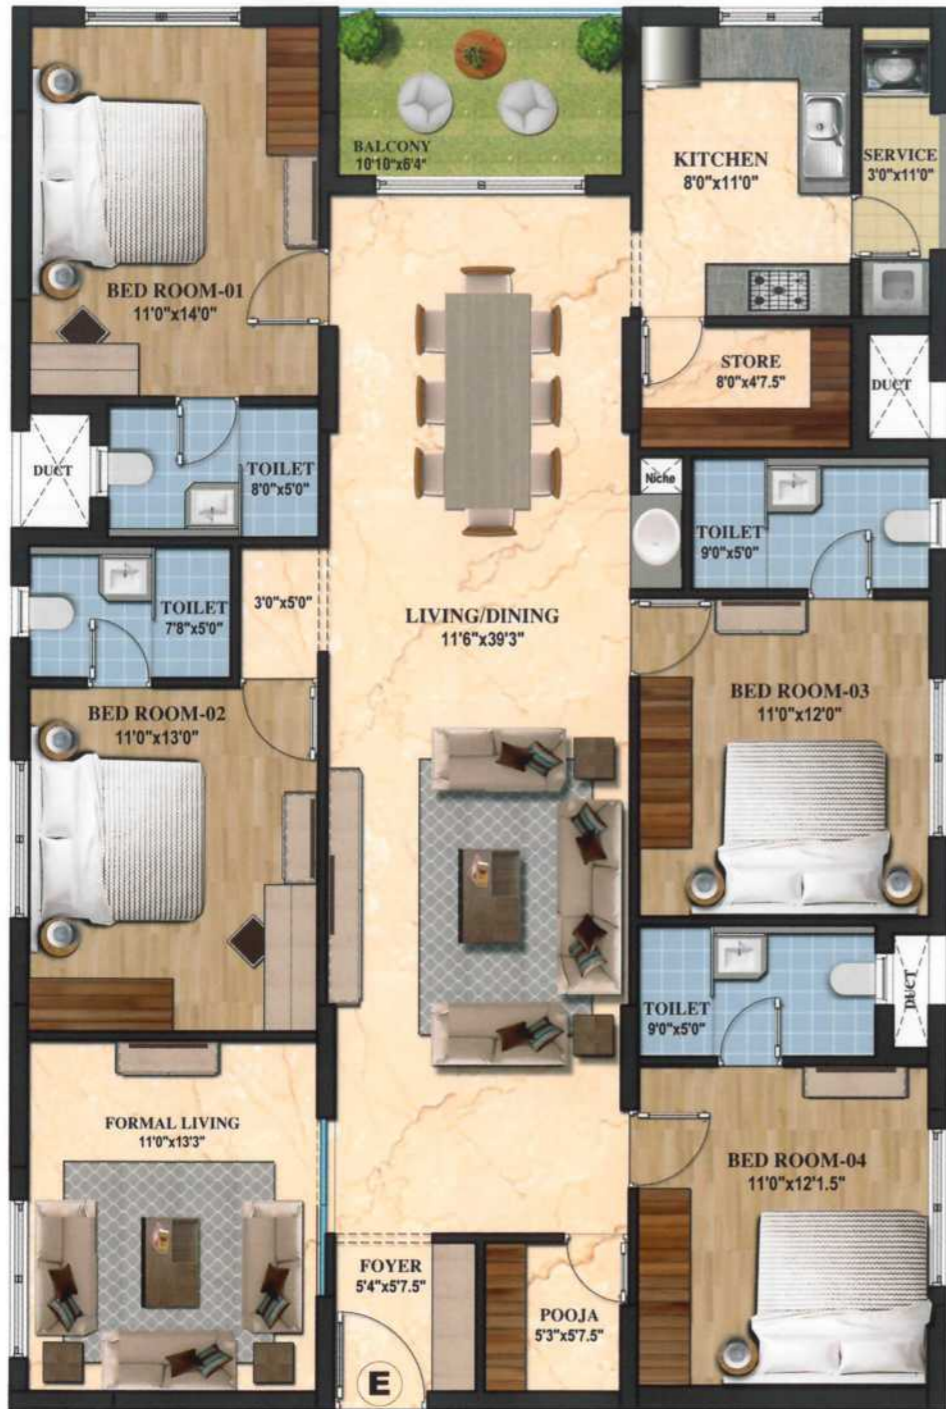 BALCONY
10'10"x6'4"
KITCHEN
8'0"x11'0"
SERVICE
3'0"x11'0"
BED ROOM-01
11'0"x14'0"
STORE
8'0"x4'7.5"
DUCT
DUCT
TOILET
8'0"x5'0"
Niche
TOILET
9'0"x5'0"
TOILET
7'8"x5'0"
3'0"x5'0"
LIVING/DINING
11'6"x39'3"
BED ROOM-02
11'0"x13'0"
BED ROOM-03
11'0"x12'0"
TOILET
9'0"x5'0"
DUCT
FORMAL LIVING
11'0"x13'3"
BED ROOM-04
11'0"x12'1.5"
FOYER
5'4"x5'7.5"
POOJA
5'3"x5'7.5"
E